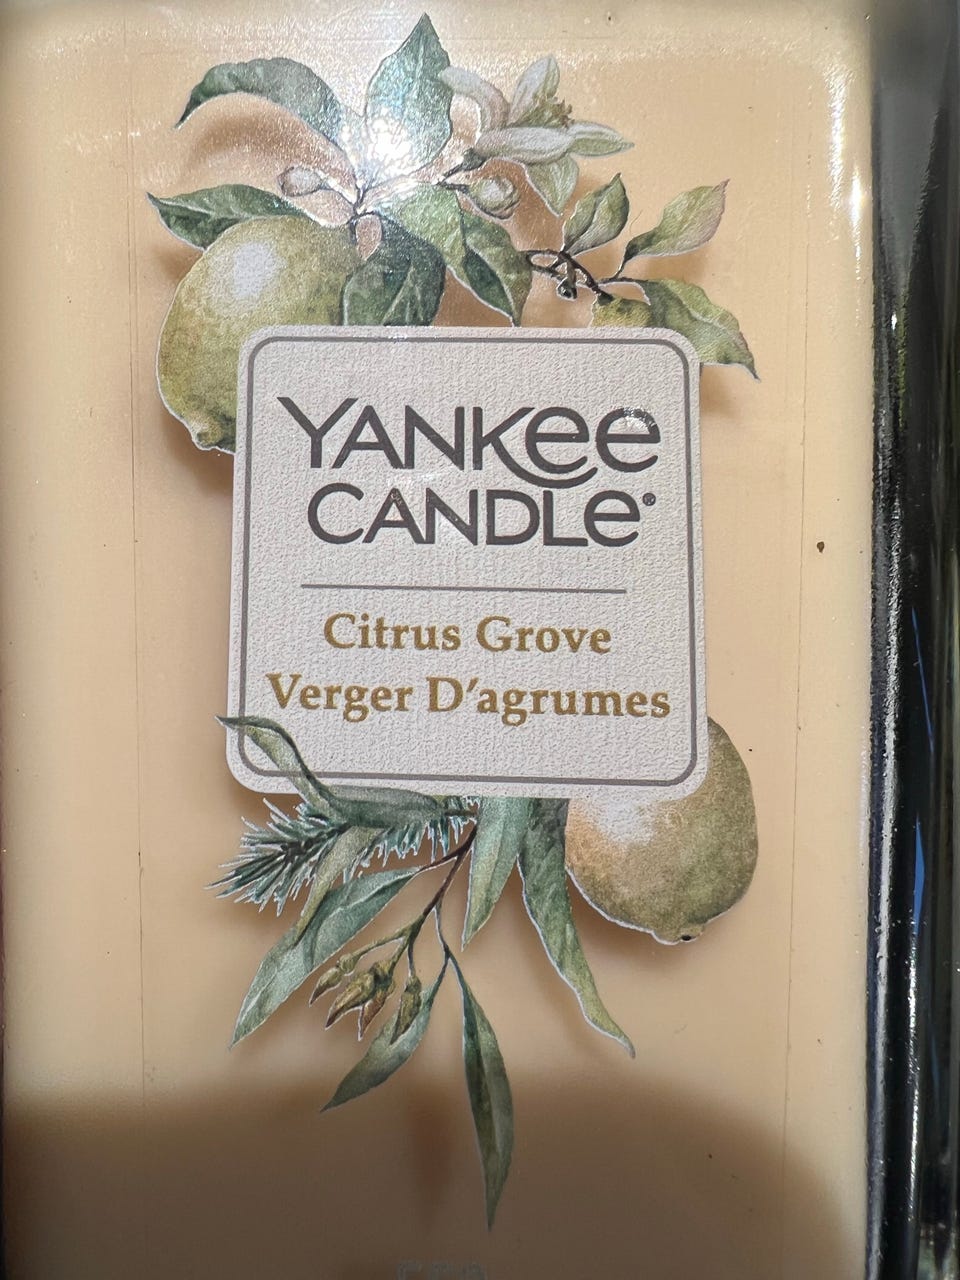 YANKEE
CANDLE®
Citrus Grove
Verger D'agrumes